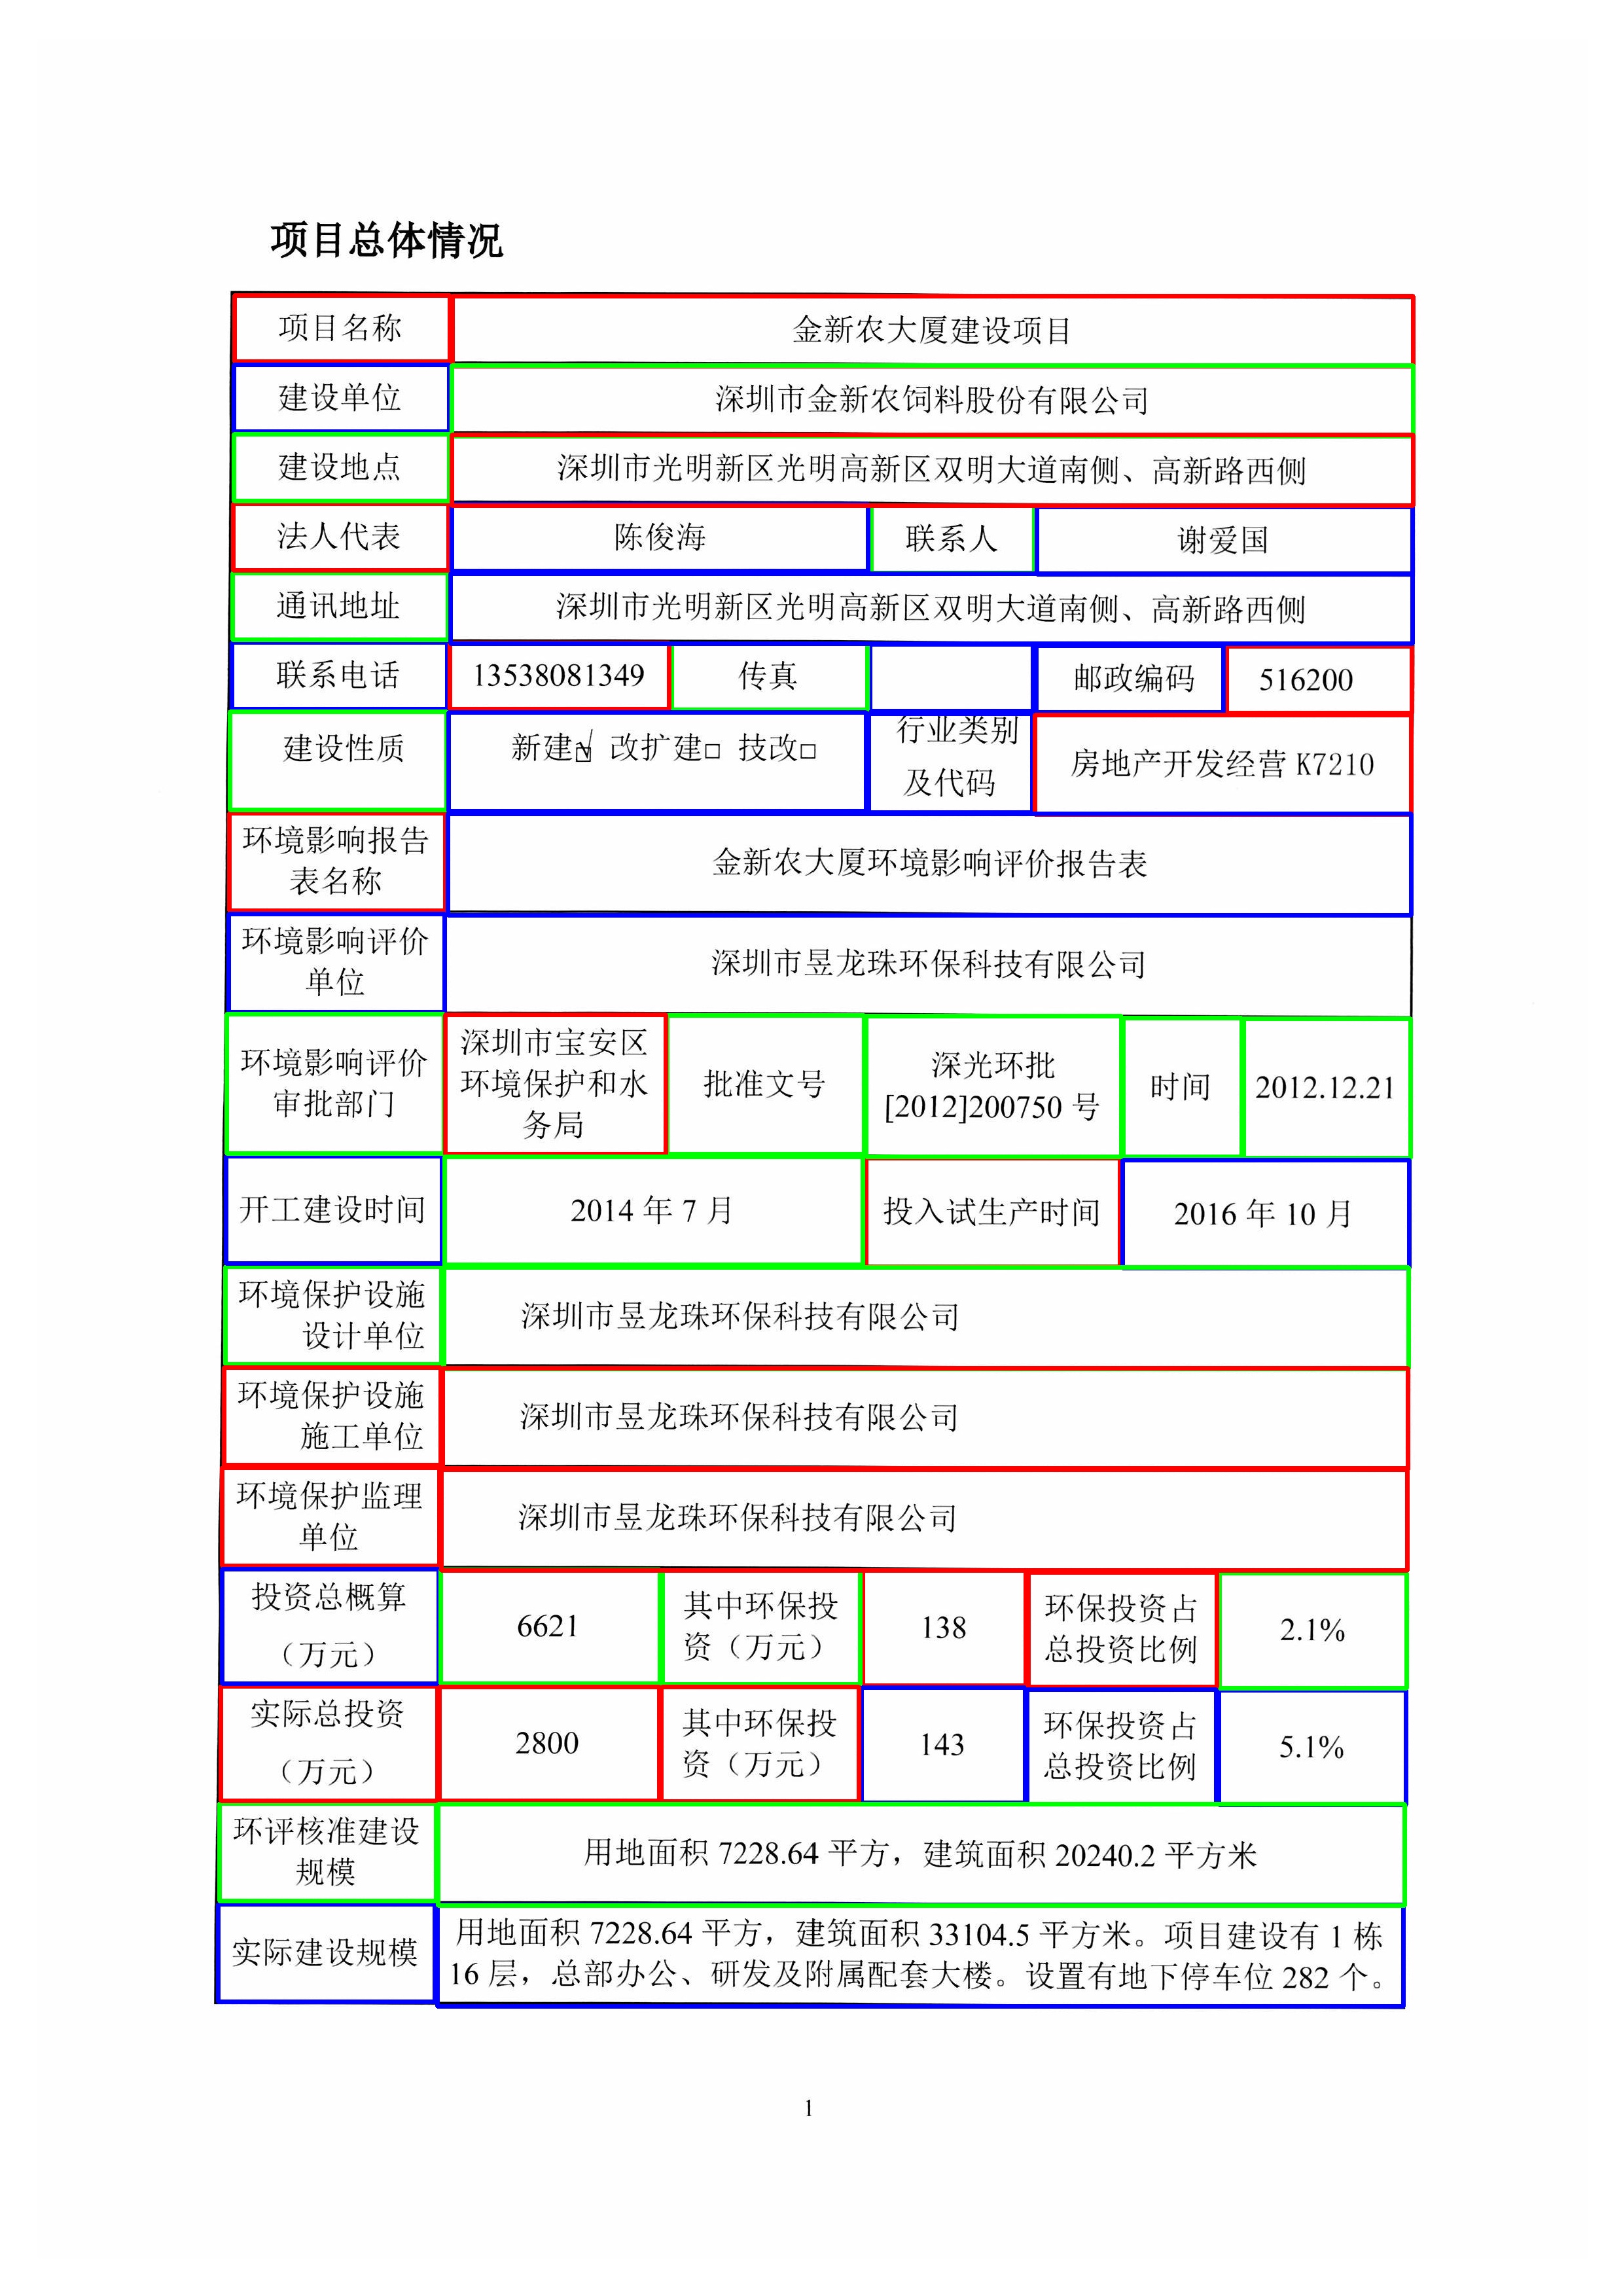 项目总体情况
项目名称
金新农大厦建设项目
建设单位
深圳市金新农饲料股份有限公司
建设地点
深圳市光明新区光明高新区双明大道南侧、高新路西侧
法人代表
陈俊海
联系人
谢爱国
通讯地址
深圳市光明新区光明高新区双明大道南侧、高新路西侧
联系电话
13538081349
传真
邮政编码
516200
建设性质
新建☑ 改扩建□ 技改□
行业类别
及代码
房地产开发经营 K7210
环境影响报告
表名称
金新农大厦环境影响评价报告表
环境影响评价
单位
深圳市昱龙珠环保科技有限公司
环境影响评价
审批部门
深圳市宝安区
环境保护和水
务局
批准文号
深光环批
[2012]200750 号
时间
2012.12.21
开工建设时间
2014 年 7 月
投入试生产时间
2016 年 10 月
环境保护设施
设计单位
深圳市昱龙珠环保科技有限公司
环境保护设施
施工单位
深圳市昱龙珠环保科技有限公司
环境保护监理
单位
深圳市昱龙珠环保科技有限公司
投资总概算
（万元）
6621
其中环保投
资（万元）
138
环保投资占
总投资比例
2.1%
实际总投资
（万元）
2800
其中环保投
资（万元）
143
环保投资占
总投资比例
5.1%
环评核准建设
规模
用地面积 7228.64 平方，建筑面积 20240.2 平方米
实际建设规模
用地面积 7228.64 平方，建筑面积 33104.5 平方米。项目建设有 1 栋
16 层，总部办公、研发及附属配套大楼。设置有地下停车位 282 个。
1